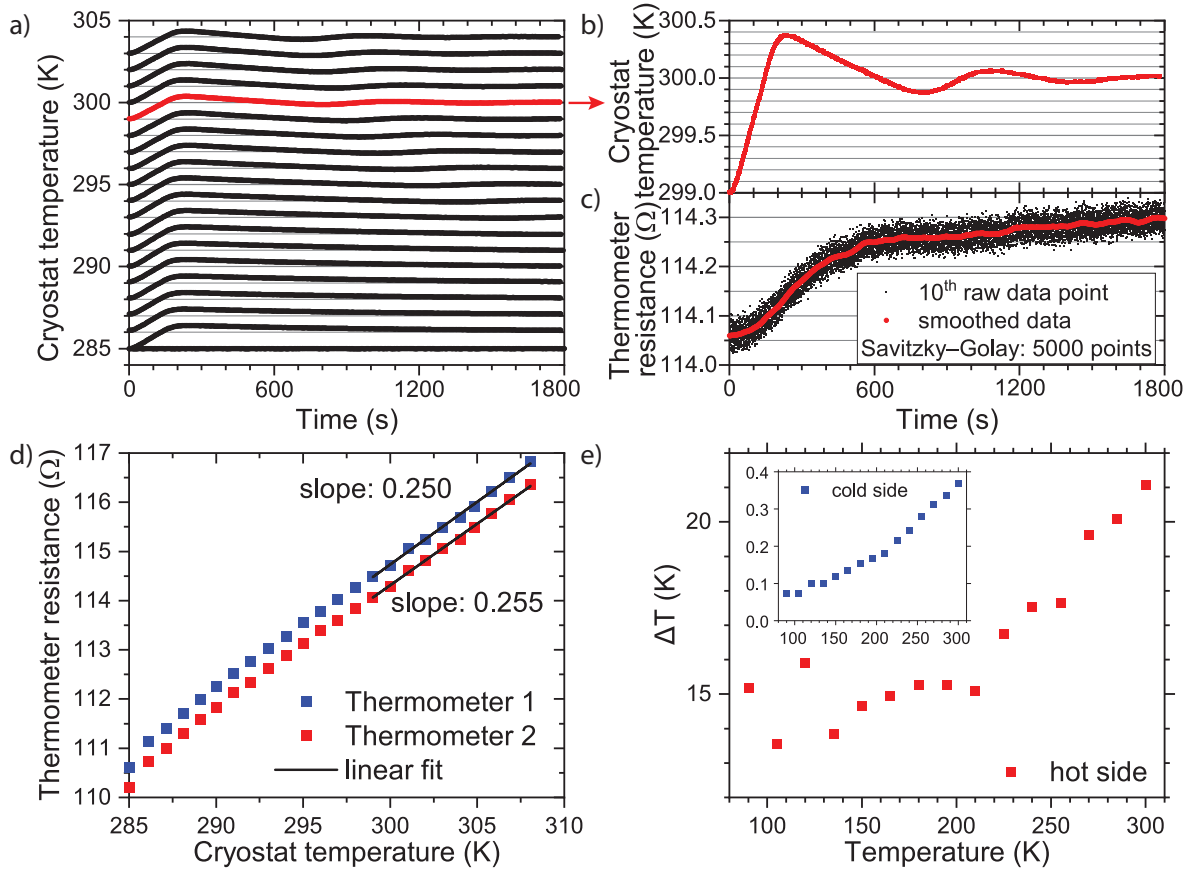 a)
Cryostat temperature (K)
305
300
295
290
285
0
600
1200
1800
Time (s)
b)
Cryostat
temperature (K)
300.0
299.5
299.0
c)
Thermometer
resistance (Ω)
114.3
114.2
114.1
114.0
10th raw data point
smoothed data
Savitzky–Golay: 5000 points
0
600
1200
1800
Time (s)
d)
Thermometer resistance (Ω)
117
116
115
114
113
112
111
110
slope: 0.250
slope: 0.255
Thermometer 1
Thermometer 2
linear fit
285
290
295
300
305
310
Cryostat temperature (K)
e)
ΔT (K)
20
15
0.4
0.3
0.2
0.1
0.0
cold side
100
150
200
250
300
hot side
100
150
200
250
300
Temperature (K)